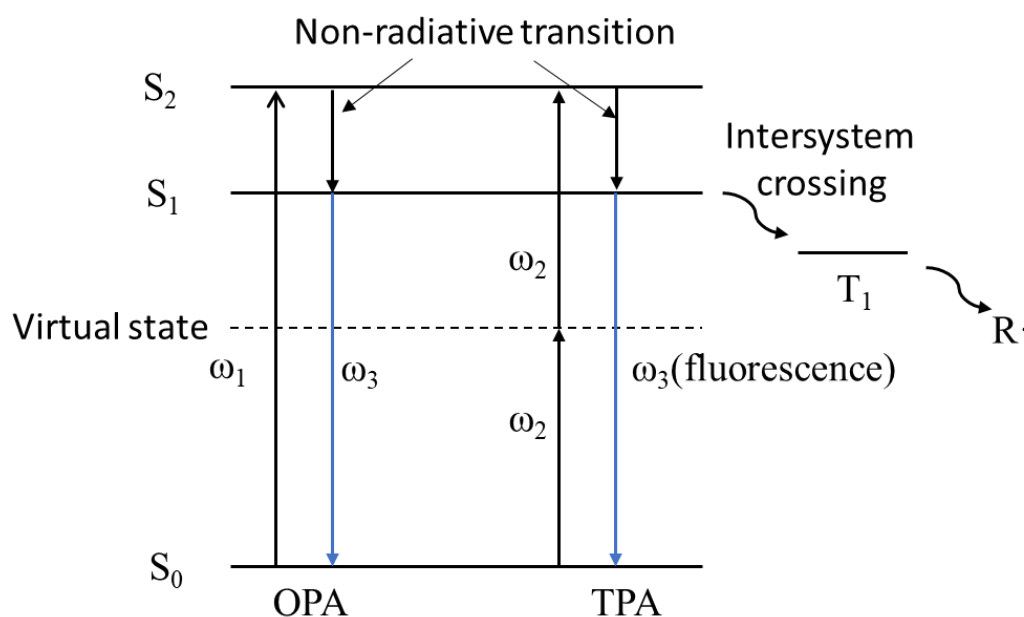 Non-radiative transition
S₂
Intersystem
crossing
S₁
ω₂
T₁
Virtual state
R·
ω₁
ω₃
ω₃(fluorescence)
ω₂
S₀
OPA
TPA